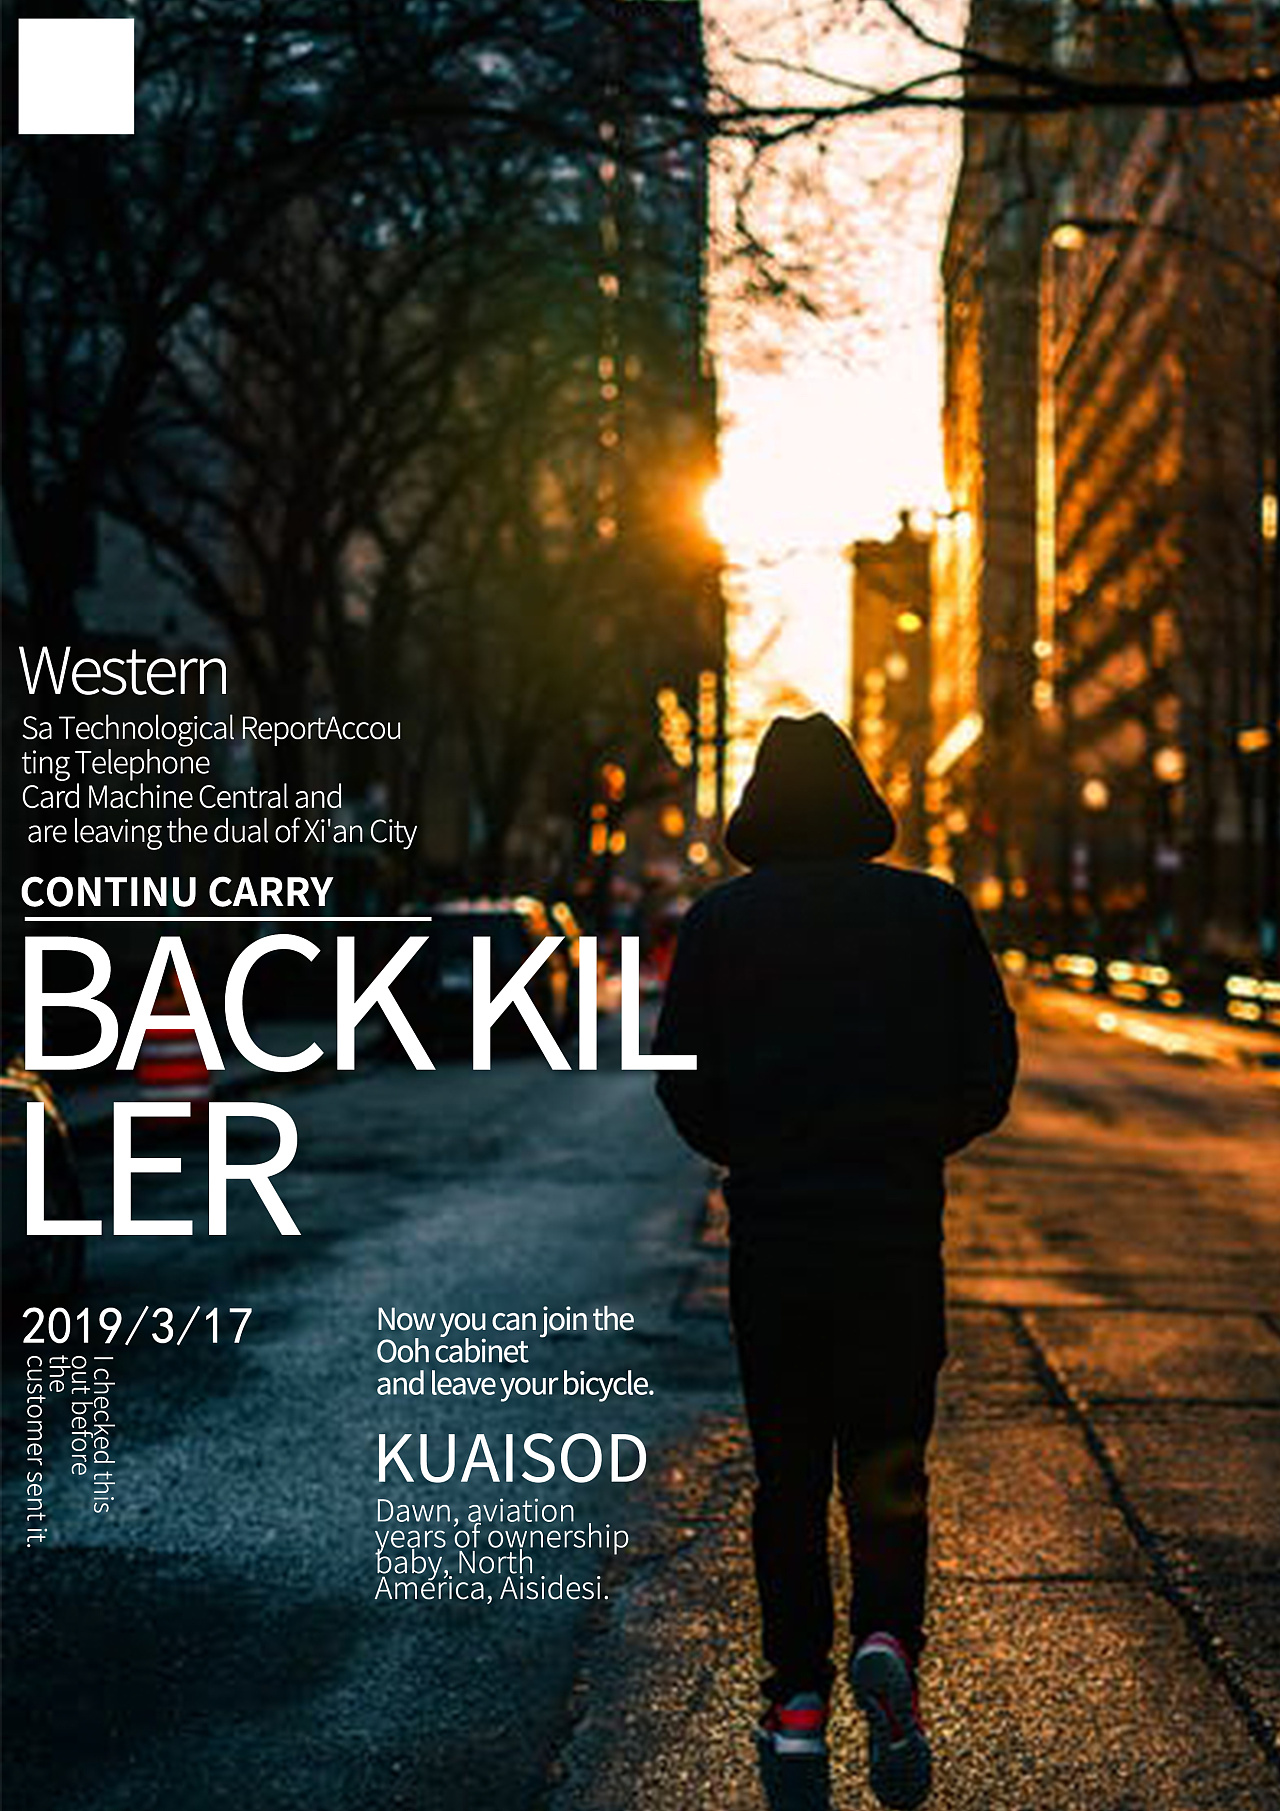 Western
Sa Technological ReportAccou
ting Telephone
Card Machine Central and
are leaving the dual of Xi'an City
CONTINU CARRY
BACK KIL
LER
2019/3/17
I checked this
out before
the
customer sent it.
Now you can join the
Ooh cabinet
and leave your bicycle.
KUAISOD
Dawn, aviation
years of ownership
baby, North
America, Aisidesi.